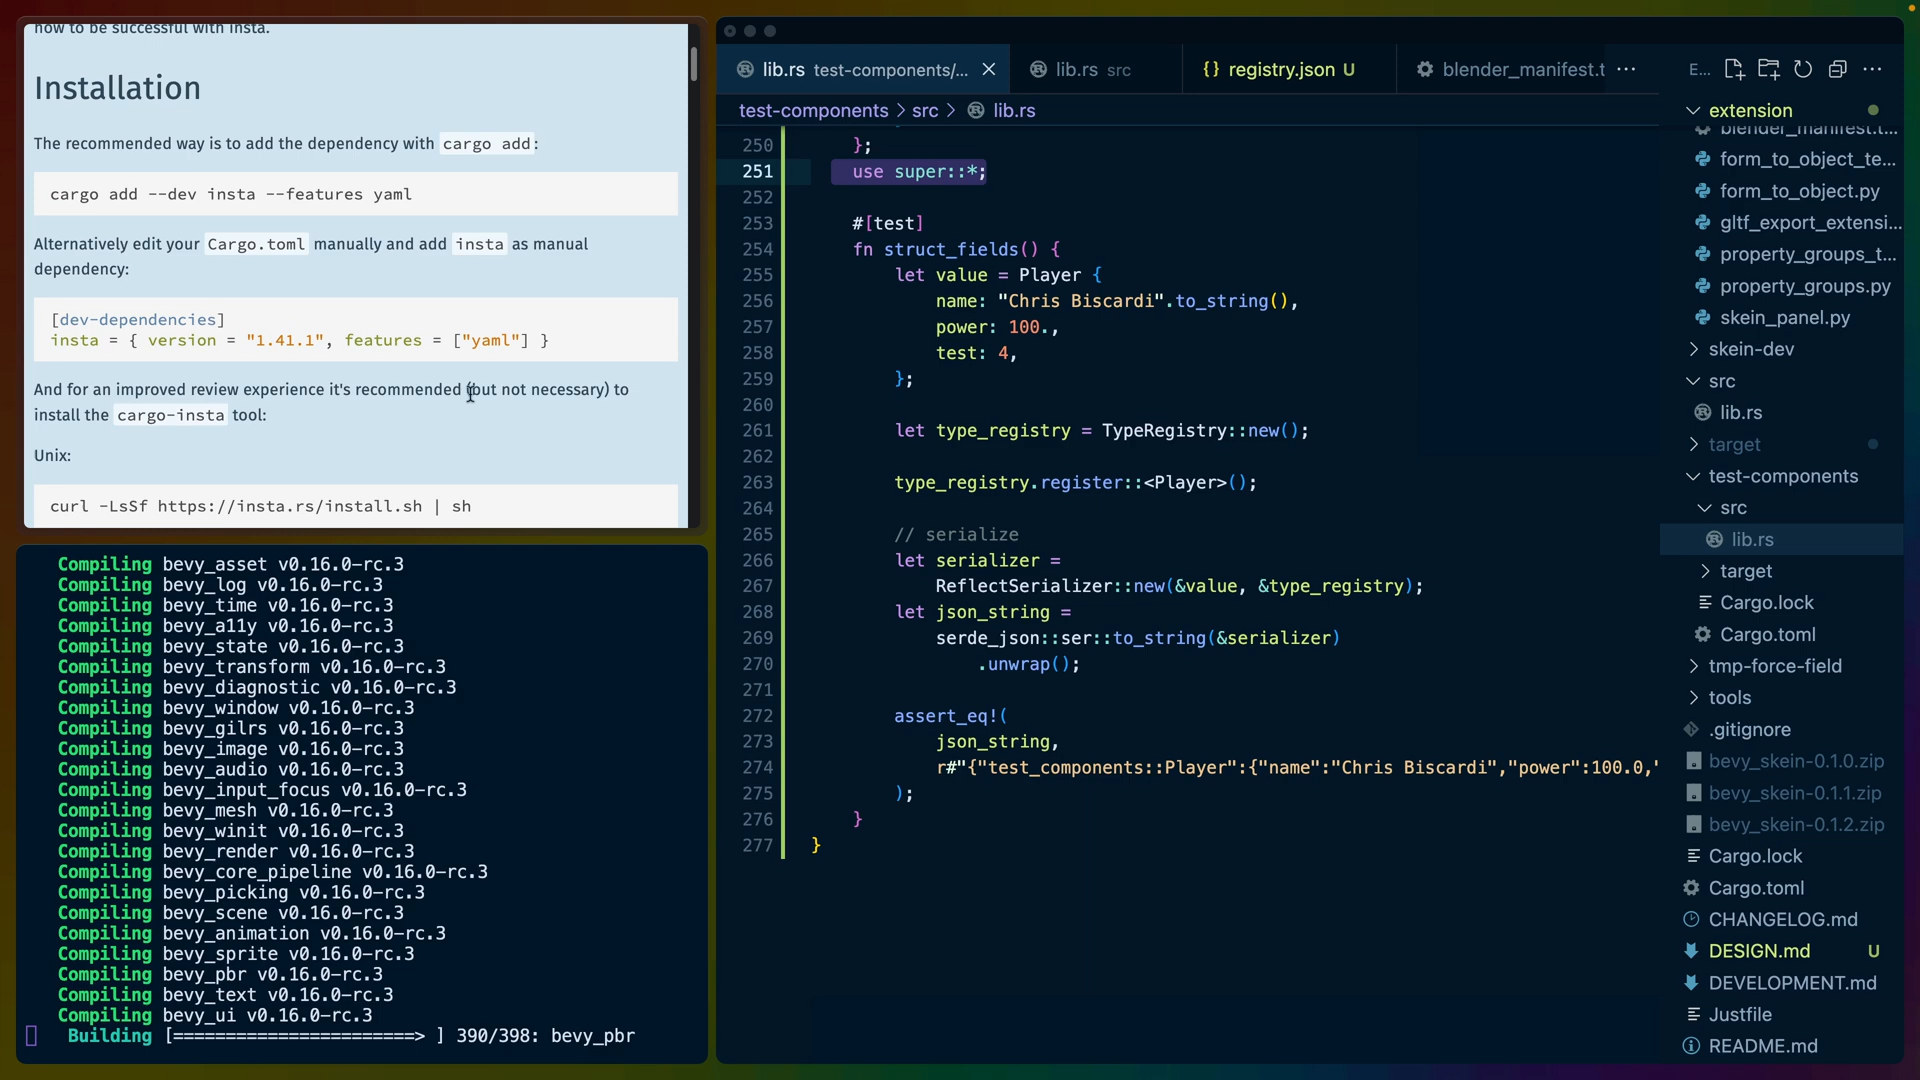 how to be successful with insta.
Installation
The recommended way is to add the dependency with cargo add:
cargo add --dev insta --features yaml
Alternatively edit your Cargo.toml manually and add insta as manual
dependency:
[dev-dependencies]
insta = { version = "1.41.1", features = ["yaml"] }
And for an improved review experience it's recommended (but not necessary) to
install the cargo-insta tool:
Unix:
curl -LsSf https://insta.rs/install.sh | sh
Compiling bevy_asset v0.16.0-rc.3
Compiling bevy_log v0.16.0-rc.3
Compiling bevy_time v0.16.0-rc.3
Compiling bevy_a11y v0.16.0-rc.3
Compiling bevy_state v0.16.0-rc.3
Compiling bevy_transform v0.16.0-rc.3
Compiling bevy_diagnostic v0.16.0-rc.3
Compiling bevy_window v0.16.0-rc.3
Compiling bevy_gilrs v0.16.0-rc.3
Compiling bevy_image v0.16.0-rc.3
Compiling bevy_audio v0.16.0-rc.3
Compiling bevy_input_focus v0.16.0-rc.3
Compiling bevy_mesh v0.16.0-rc.3
Compiling bevy_winit v0.16.0-rc.3
Compiling bevy_render v0.16.0-rc.3
Compiling bevy_core_pipeline v0.16.0-rc.3
Compiling bevy_picking v0.16.0-rc.3
Compiling bevy_scene v0.16.0-rc.3
Compiling bevy_animation v0.16.0-rc.3
Compiling bevy_sprite v0.16.0-rc.3
Compiling bevy_pbr v0.16.0-rc.3
Compiling bevy_text v0.16.0-rc.3
Compiling bevy_ui v0.16.0-rc.3
Building [=======================> ] 390/398: bevy_pbr
lib.rs test-components/... lib.rs src {} registry.json U blender_manifest.t ...
test-components > src > lib.rs
250 };
251 use super::*;
252
253 #[test]
254 fn struct_fields() {
255 let value = Player {
256 name: "Chris Biscardi".to_string(),
257 power: 100.,
258 test: 4,
259 };
260
261 let type_registry = TypeRegistry::new();
262
263 type_registry.register::<Player>();
264
265 // serialize
266 let serializer =
267 ReflectSerializer::new(&value, &type_registry);
268 let json_string =
269 serde_json::ser::to_string(&serializer)
270 .unwrap();
271
272 assert_eq!(
273 json_string,
274 r#"{"test_components::Player":{"name":"Chris Biscardi","power":100.0,"
275 );
276 }
277 }
E...
extension
blender_manifest.t...
form_to_object_te...
form_to_object.py
gltf_export_extensi...
property_groups_t...
property_groups.py
skein_panel.py
skein-dev
src
lib.rs
target
test-components
src
lib.rs
target
Cargo.lock
Cargo.toml
tmp-force-field
tools
.gitignore
bevy_skein-0.1.0.zip
bevy_skein-0.1.1.zip
bevy_skein-0.1.2.zip
Cargo.lock
Cargo.toml
CHANGELOG.md
DESIGN.md U
DEVELOPMENT.md
Justfile
README.md